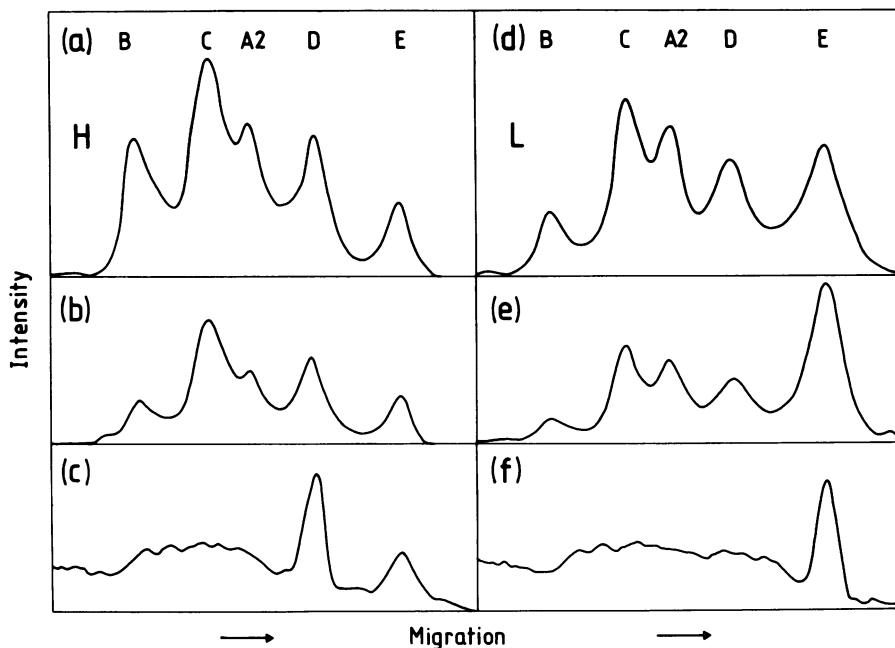 (a) B C A2 D E
H
(b)
(c)
(d) B C A2 D E
L
(e)
(f)
Intensity
→ Migration →